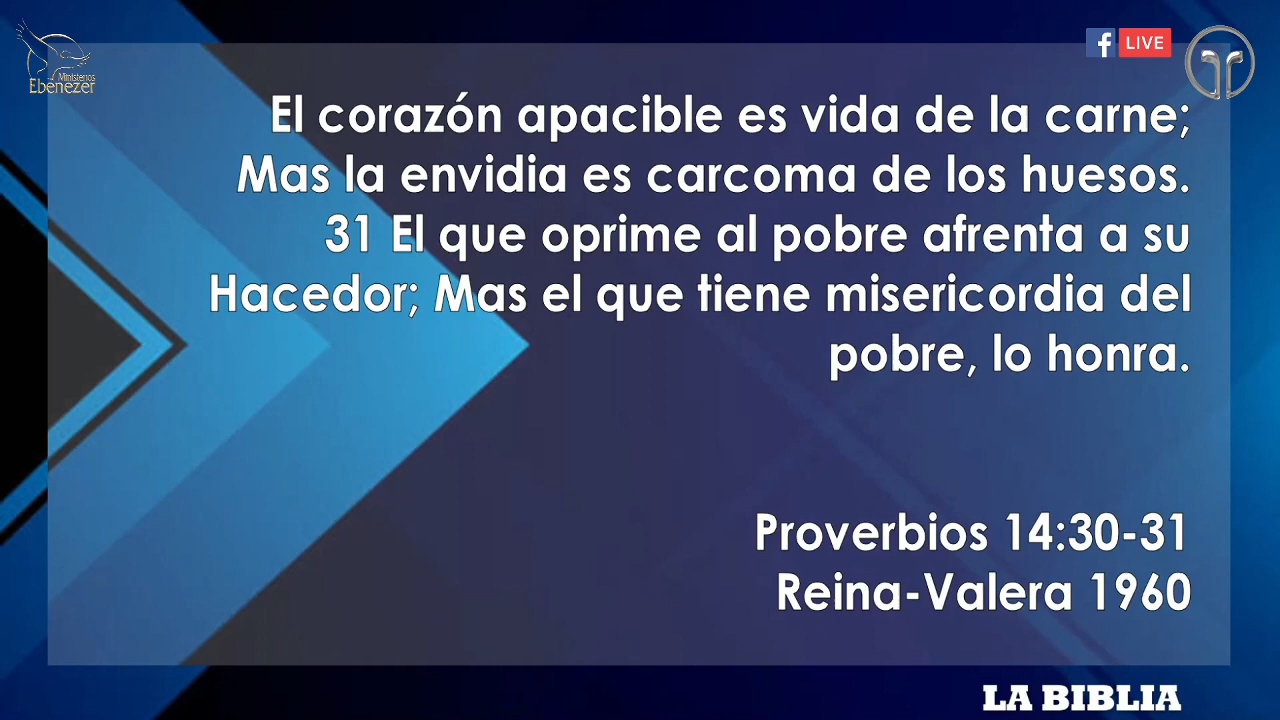 Ministerios
Ebenezer
LIVE
El corazón apacible es vida de la carne;
Mas la envidia es carcoma de los huesos.
31 El que oprime al pobre afrenta a su
Hacedor; Mas el que tiene misericordia del
pobre, lo honra.
Proverbios 14:30-31
Reina-Valera 1960
LA BIBLIA